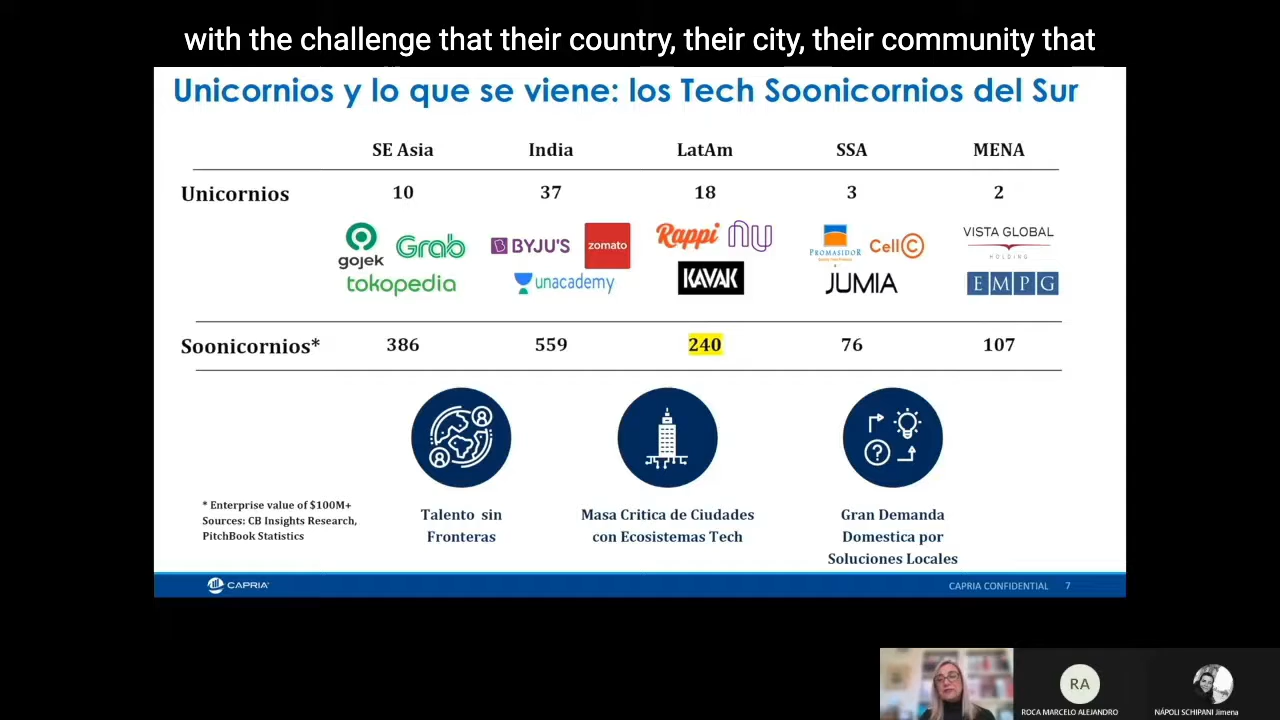 with the challenge that their country, their city, their community that
Unicornios y lo que se viene: los Tech Soonicornios del Sur
SE Asia India LatAm SSA MENA
Unicornios 10 37 18 3 2
gojek Grab BYJU'S zomato Rappi nu PROMASIDOR Cell C VISTA GLOBAL
HOLDING
tokopedia unacademy KAVAK JUMIA EMPG
Soonicornios* 386 559 240 76 107
* Enterprise value of $100M+
Sources: CB Insights Research,
PitchBook Statistics
Talento sin
Fronteras
Masa Critica de Ciudades
con Ecosistemas Tech
Gran Demanda
Domestica por
Soluciones Locales
CAPRIA CAPRIA CONFIDENTIAL 7
RA
ROCA MARCELO ALEJANDRO
NÁPOLI SCHIPANI Jimena